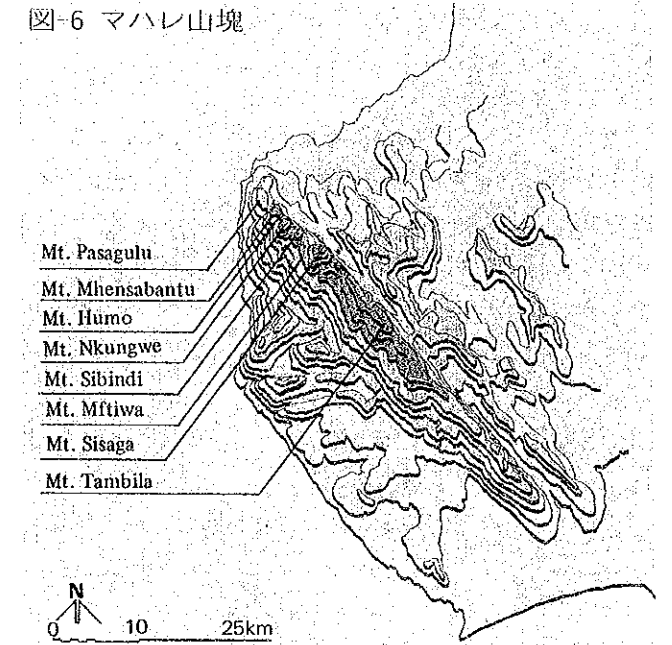 図-6 マハレ山塊
Mt. Pasagulu
Mt. Mhensabantu
Mt. Humo
Mt. Nkungwe
Mt. Sibindi
Mt. Mftiwa
Mt. Sisaga
Mt. Tambila
N
0 10 25km